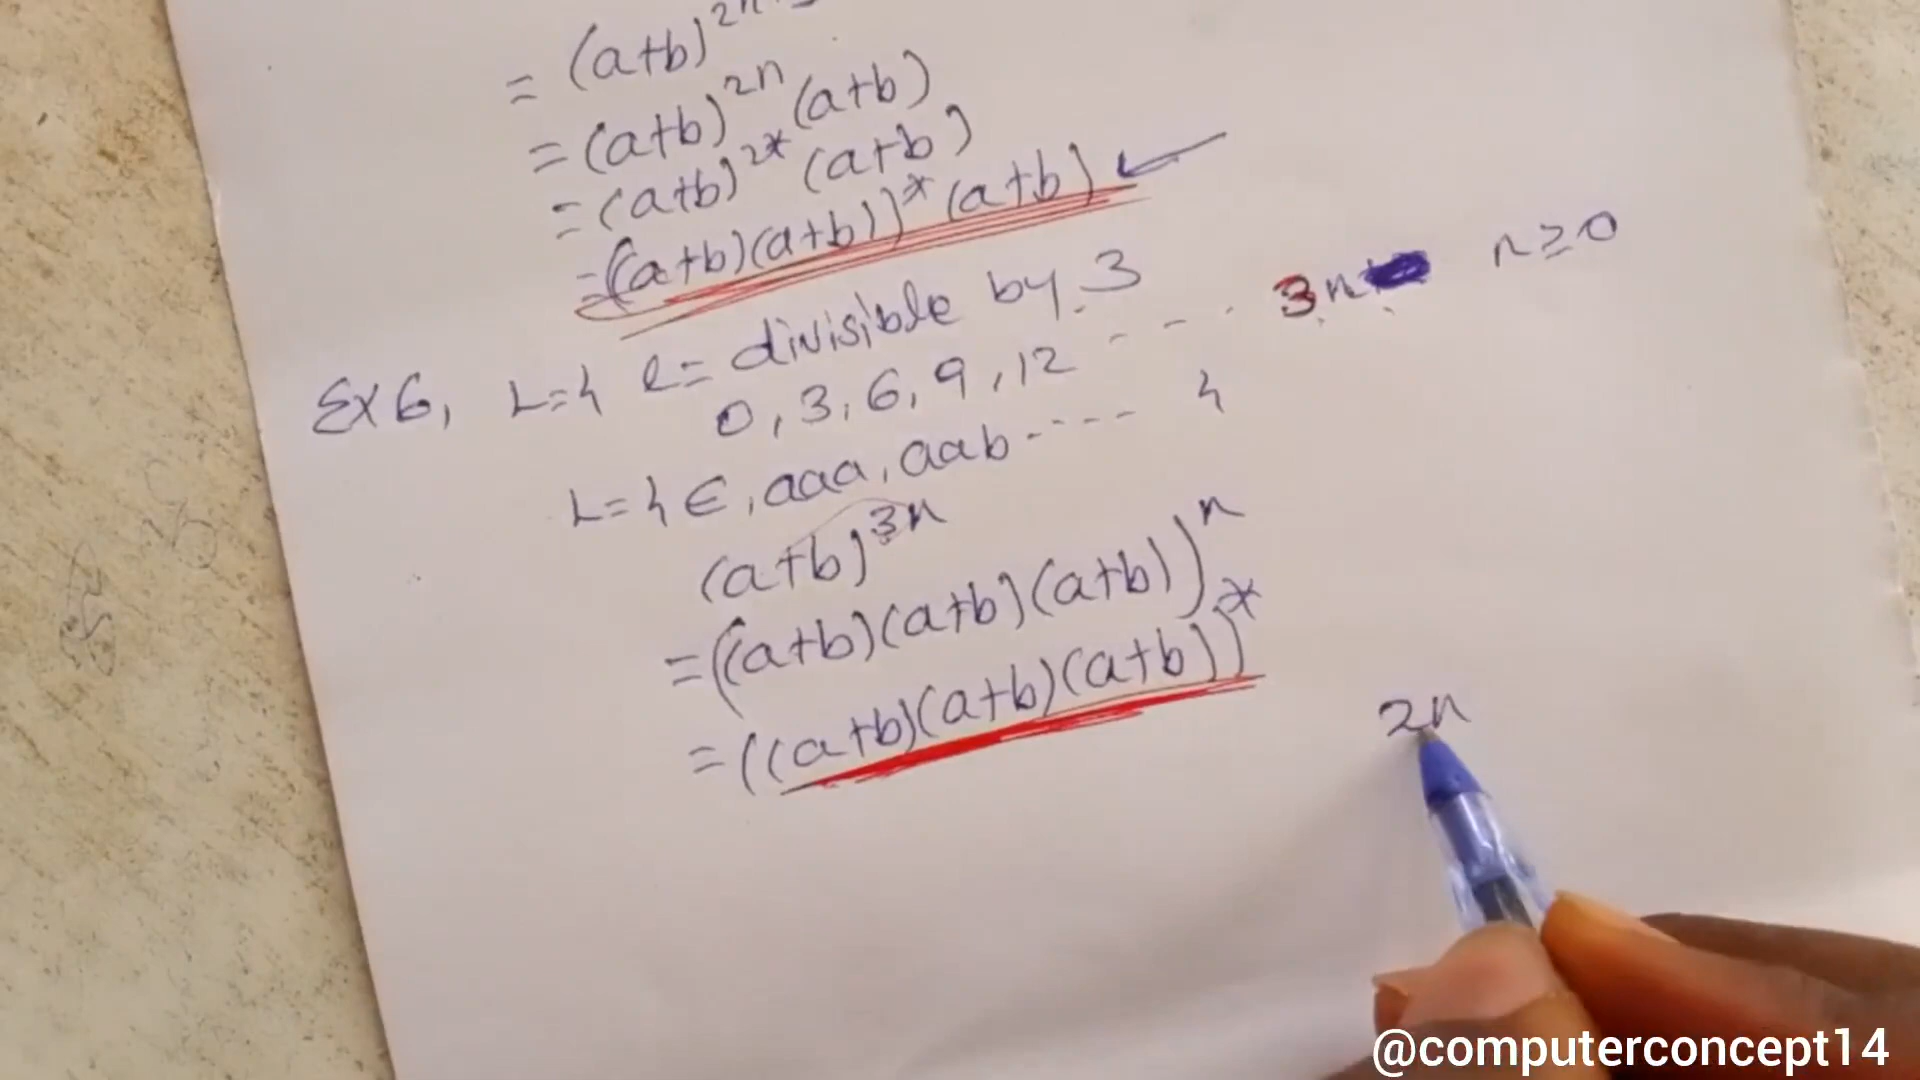 = (a+b)^2n
= (a+b)^2n (a+b)
= (a+b)^2* (a+b)
= ((a+b)(a+b))* (a+b)
Ex 6, L={ l = divisible by 3
0, 3, 6, 9, 12 ---- 3n n≥0
L={ ∈, aaa, aab ---- }
(a+b)^3n
= ((a+b)(a+b)(a+b))^n
= ((a+b)(a+b)(a+b))*
2n
@computerconcept14